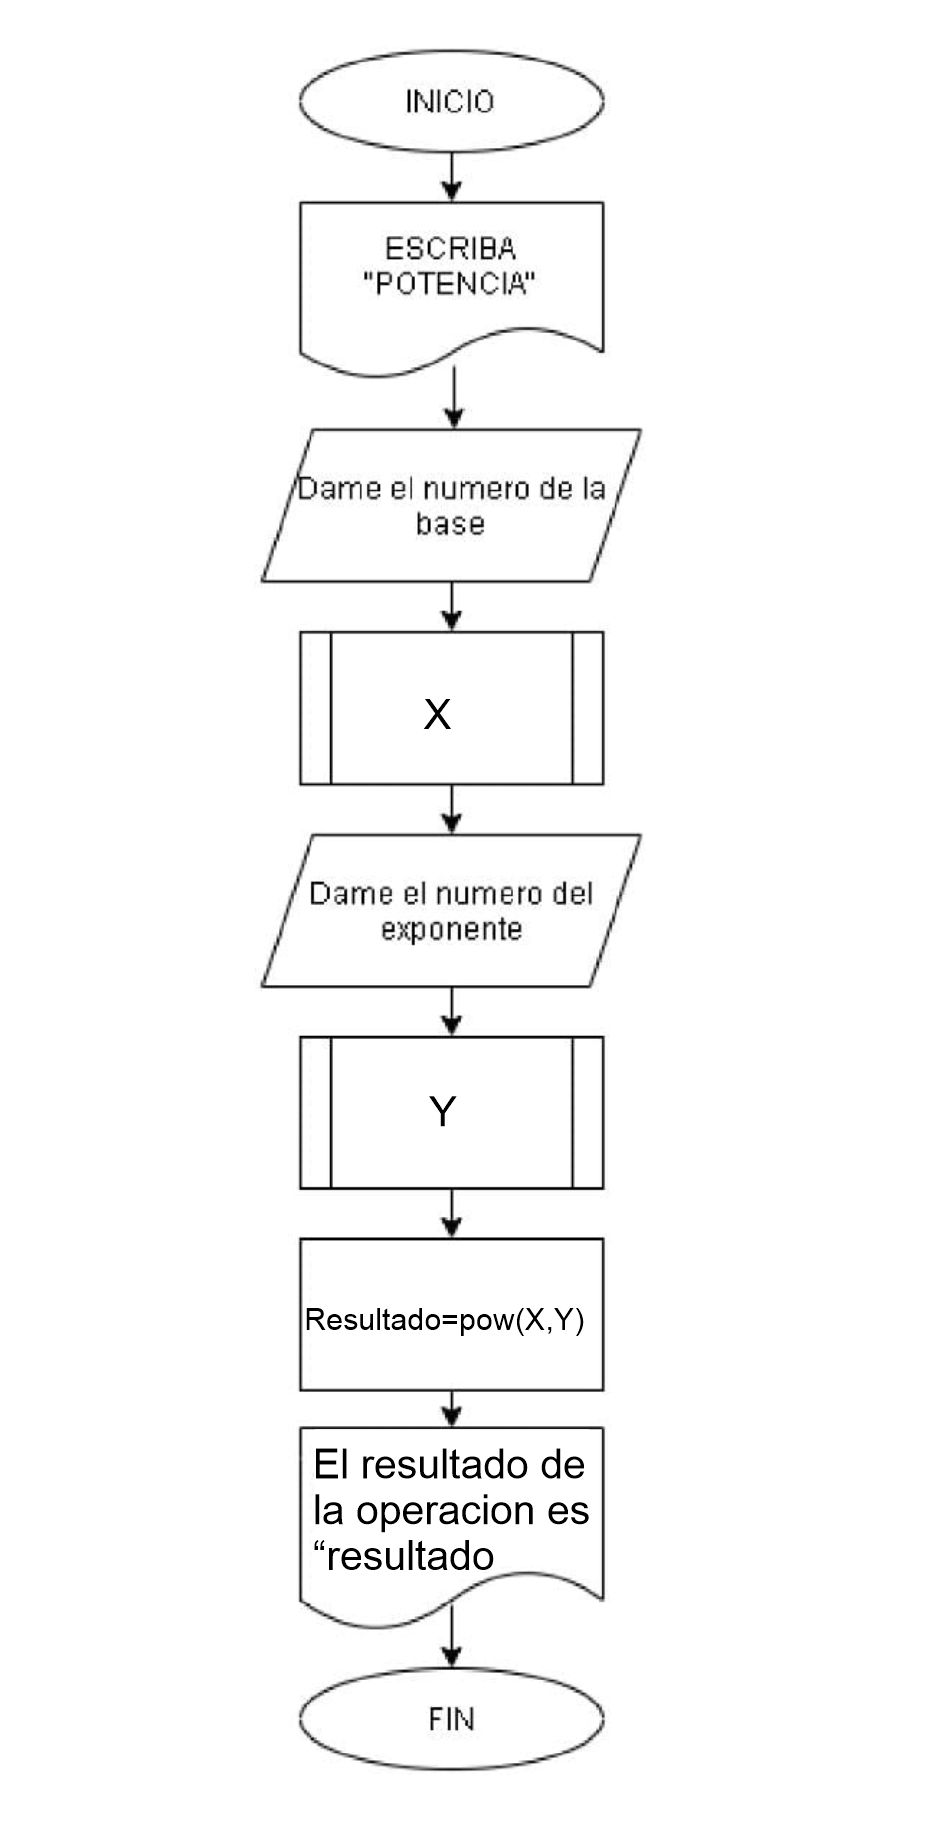 INICIO
ESCRIBA
"POTENCIA"
Dame el numero de la
base
X
Dame el numero del
exponente
Y
Resultado=pow(X,Y)
El resultado de
la operacion es
“resultado
FIN